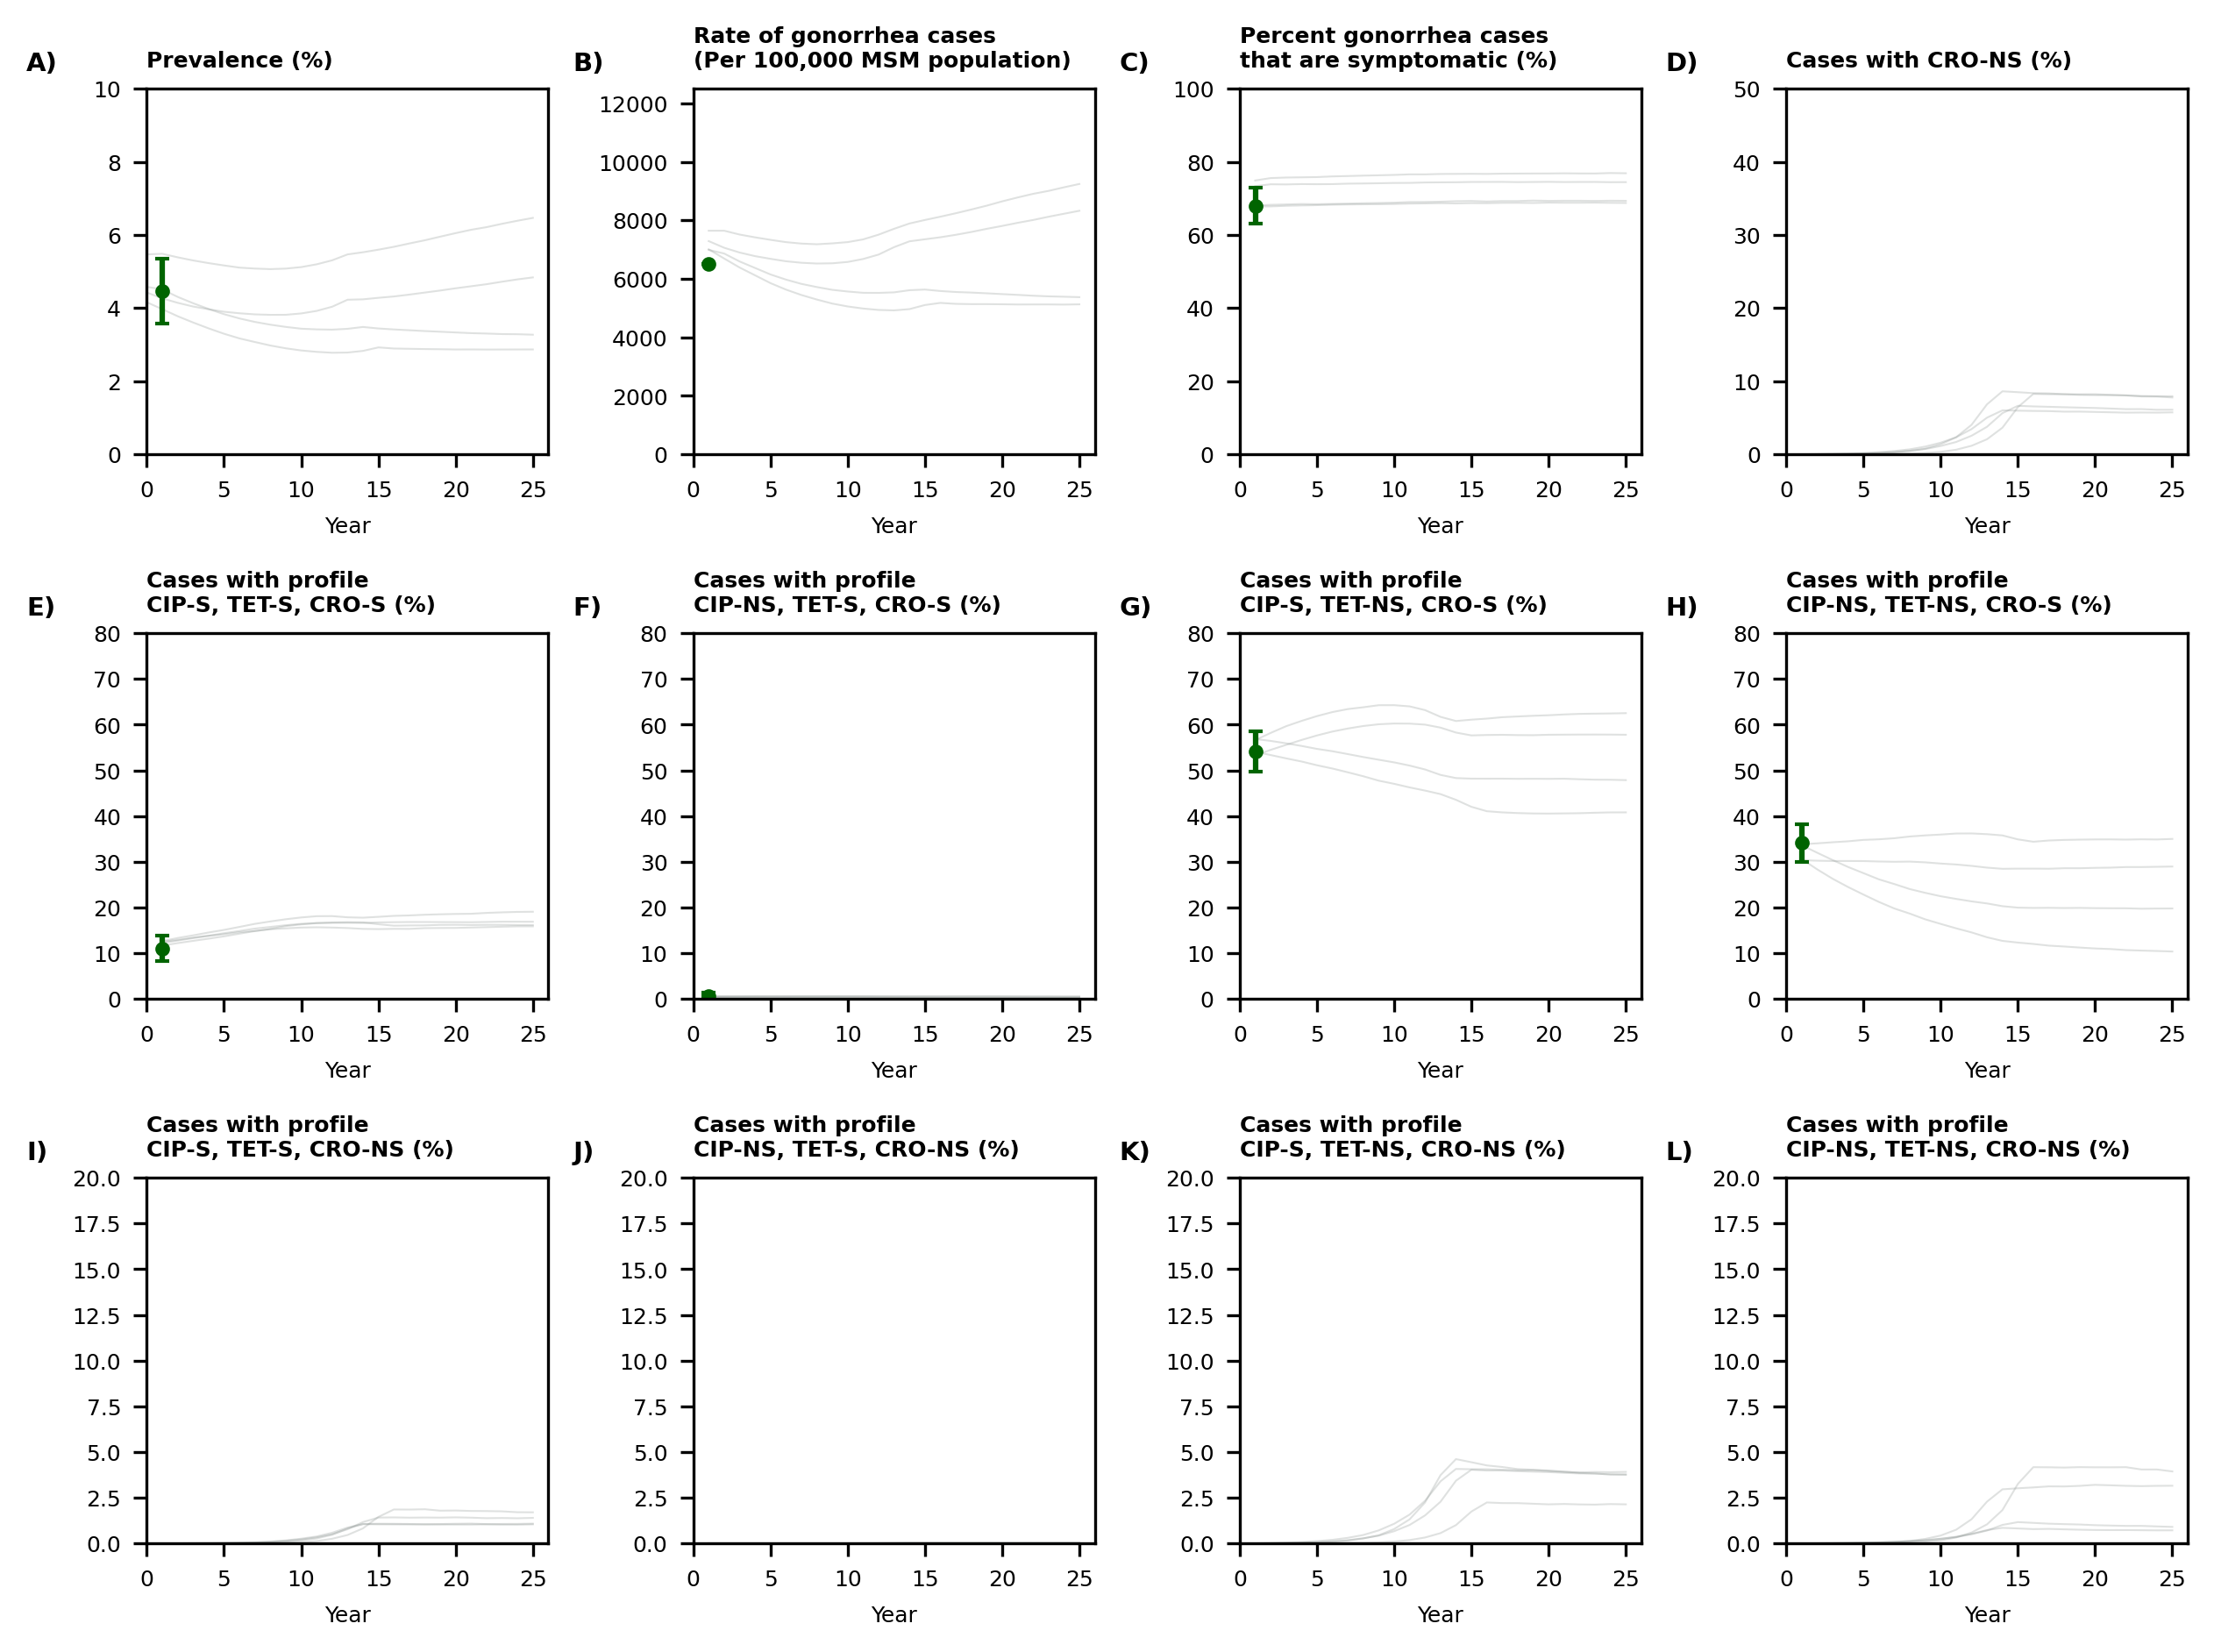 A)
Prevalence (%)
10
8
6
4
2
0
0 5 10 15 20 25
Year
B)
Rate of gonorrhea cases
(Per 100,000 MSM population)
12000
10000
8000
6000
4000
2000
0
0 5 10 15 20 25
Year
C)
Percent gonorrhea cases
that are symptomatic (%)
100
80
60
40
20
0
0 5 10 15 20 25
Year
D)
Cases with CRO-NS (%)
50
40
30
20
10
0
0 5 10 15 20 25
Year
E)
Cases with profile
CIP-S, TET-S, CRO-S (%)
80
70
60
50
40
30
20
10
0
0 5 10 15 20 25
Year
F)
Cases with profile
CIP-NS, TET-S, CRO-S (%)
80
70
60
50
40
30
20
10
0
0 5 10 15 20 25
Year
G)
Cases with profile
CIP-S, TET-NS, CRO-S (%)
80
70
60
50
40
30
20
10
0
0 5 10 15 20 25
Year
H)
Cases with profile
CIP-NS, TET-NS, CRO-S (%)
80
70
60
50
40
30
20
10
0
0 5 10 15 20 25
Year
I)
Cases with profile
CIP-S, TET-S, CRO-NS (%)
20.0
17.5
15.0
12.5
10.0
7.5
5.0
2.5
0.0
0 5 10 15 20 25
Year
J)
Cases with profile
CIP-NS, TET-S, CRO-NS (%)
20.0
17.5
15.0
12.5
10.0
7.5
5.0
2.5
0.0
0 5 10 15 20 25
Year
K)
Cases with profile
CIP-S, TET-NS, CRO-NS (%)
20.0
17.5
15.0
12.5
10.0
7.5
5.0
2.5
0.0
0 5 10 15 20 25
Year
L)
Cases with profile
CIP-NS, TET-NS, CRO-NS (%)
20.0
17.5
15.0
12.5
10.0
7.5
5.0
2.5
0.0
0 5 10 15 20 25
Year